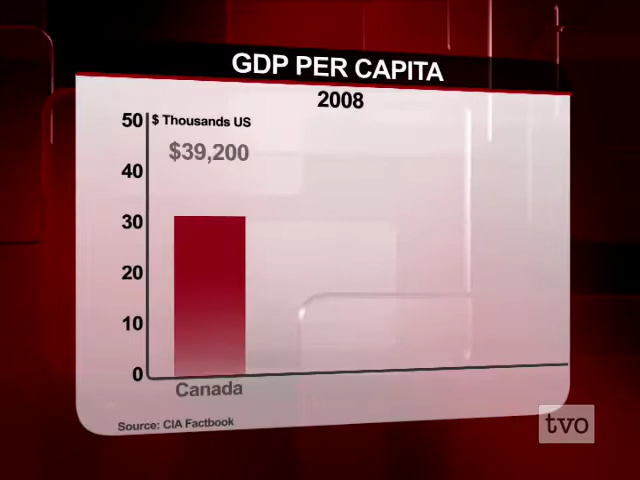 GDP PER CAPITA
2008
$ Thousands US
$39,200
50
40
30
20
10
0
Canada
Source: CIA Factbook
tvo